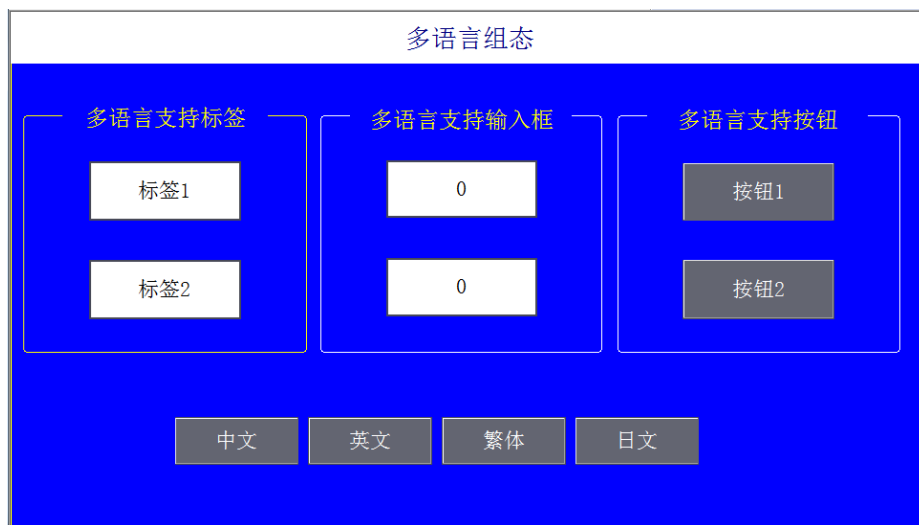 多语言组态
多语言支持标签
多语言支持输入框
多语言支持按钮
标签1
0
按钮1
标签2
0
按钮2
中文
英文
繁体
日文